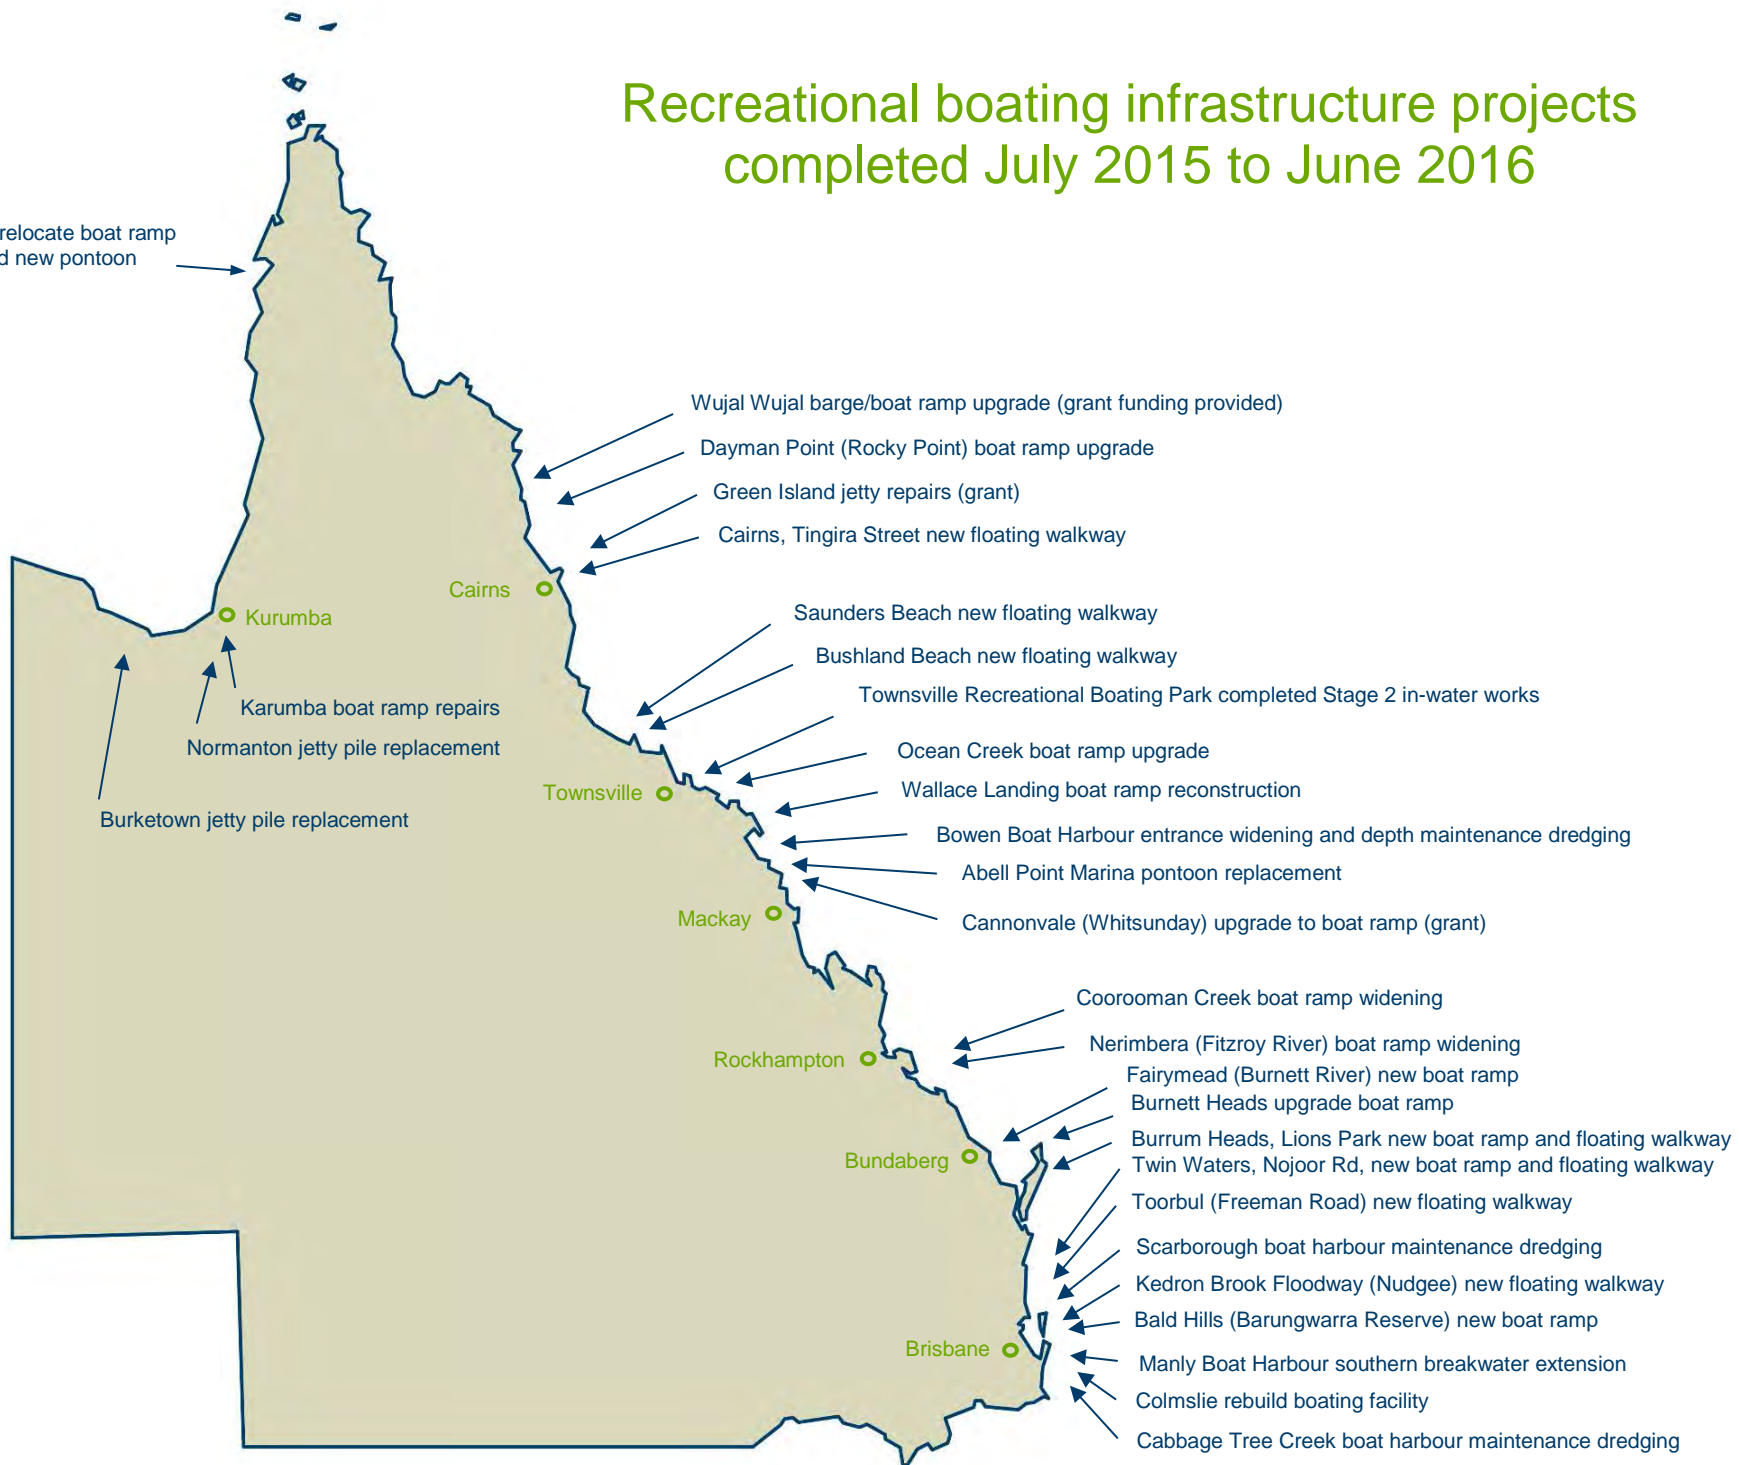 Recreational boating infrastructure projects
completed July 2015 to June 2016
relocate boat ramp
new pontoon
Wujal Wujal barge/boat ramp upgrade (grant funding provided)
Dayman Point (Rocky Point) boat ramp upgrade
Green Island jetty repairs (grant)
Cairns, Tingira Street new floating walkway
Cairns
Kurumba
Saunders Beach new floating walkway
Bushland Beach new floating walkway
Townsville Recreational Boating Park completed Stage 2 in-water works
Karumba boat ramp repairs
Normanton jetty pile replacement
Ocean Creek boat ramp upgrade
Townsville
Wallace Landing boat ramp reconstruction
Burketown jetty pile replacement
Bowen Boat Harbour entrance widening and depth maintenance dredging
Abell Point Marina pontoon replacement
Mackay
Cannonvale (Whitsunday) upgrade to boat ramp (grant)
Coorooman Creek boat ramp widening
Nerimbera (Fitzroy River) boat ramp widening
Rockhampton
Fairymead (Burnett River) new boat ramp
Burnett Heads upgrade boat ramp
Burrum Heads, Lions Park new boat ramp and floating walkway
Bundaberg
Twin Waters, Nojoor Rd, new boat ramp and floating walkway
Toorbul (Freeman Road) new floating walkway
Scarborough boat harbour maintenance dredging
Kedron Brook Floodway (Nudgee) new floating walkway
Bald Hills (Barungwarra Reserve) new boat ramp
Brisbane
Manly Boat Harbour southern breakwater extension
Colmslie rebuild boating facility
Cabbage Tree Creek boat harbour maintenance dredging